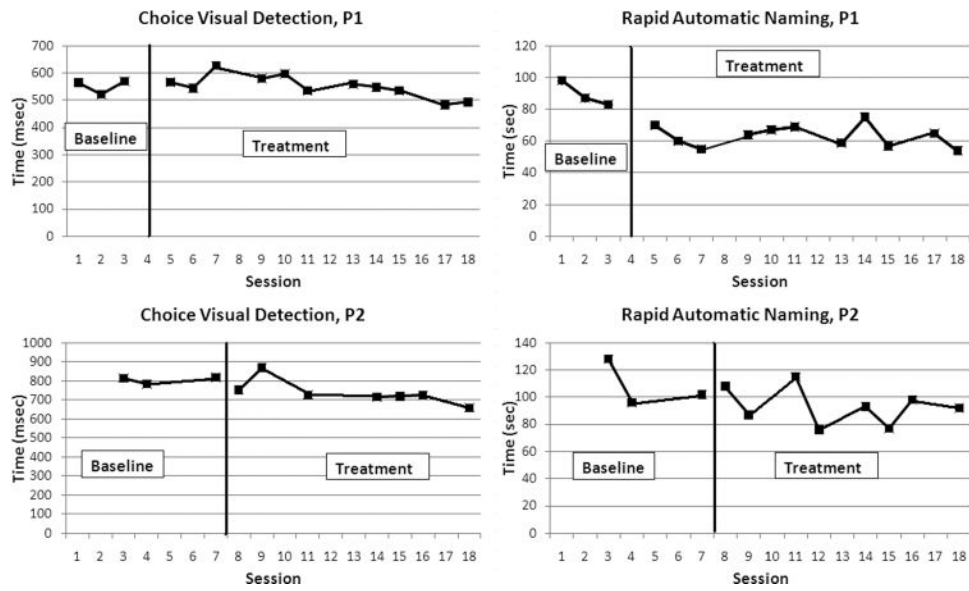 Choice Visual Detection, P1
Time (msec)
700
600
500
400
300
200
100
0
Baseline
Treatment
1 2 3 4 5 6 7 8 9 10 11 12 13 14 15 16 17 18
Session
Rapid Automatic Naming, P1
Time (sec)
120
100
80
60
40
20
0
Treatment
Baseline
1 2 3 4 5 6 7 8 9 10 11 12 13 14 15 16 17 18
Session
Choice Visual Detection, P2
Time (msec)
1000
900
800
700
600
500
400
300
200
100
0
Baseline
Treatment
1 2 3 4 5 6 7 8 9 10 11 12 13 14 15 16 17 18
Session
Rapid Automatic Naming, P2
Time (sec)
140
120
100
80
60
40
20
0
Baseline
Treatment
1 2 3 4 5 6 7 8 9 10 11 12 13 14 15 16 17 18
Session